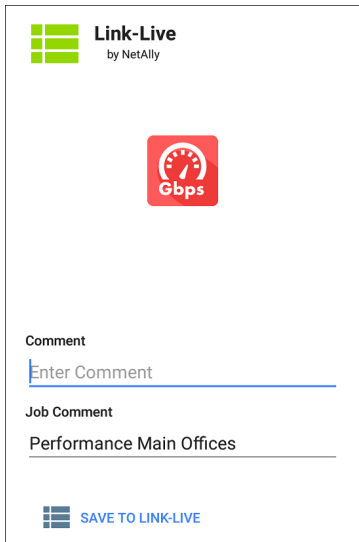 Link-Live
by NetAlly
Gbps
Comment
Enter Comment
Job Comment
Performance Main Offices
SAVE TO LINK-LIVE